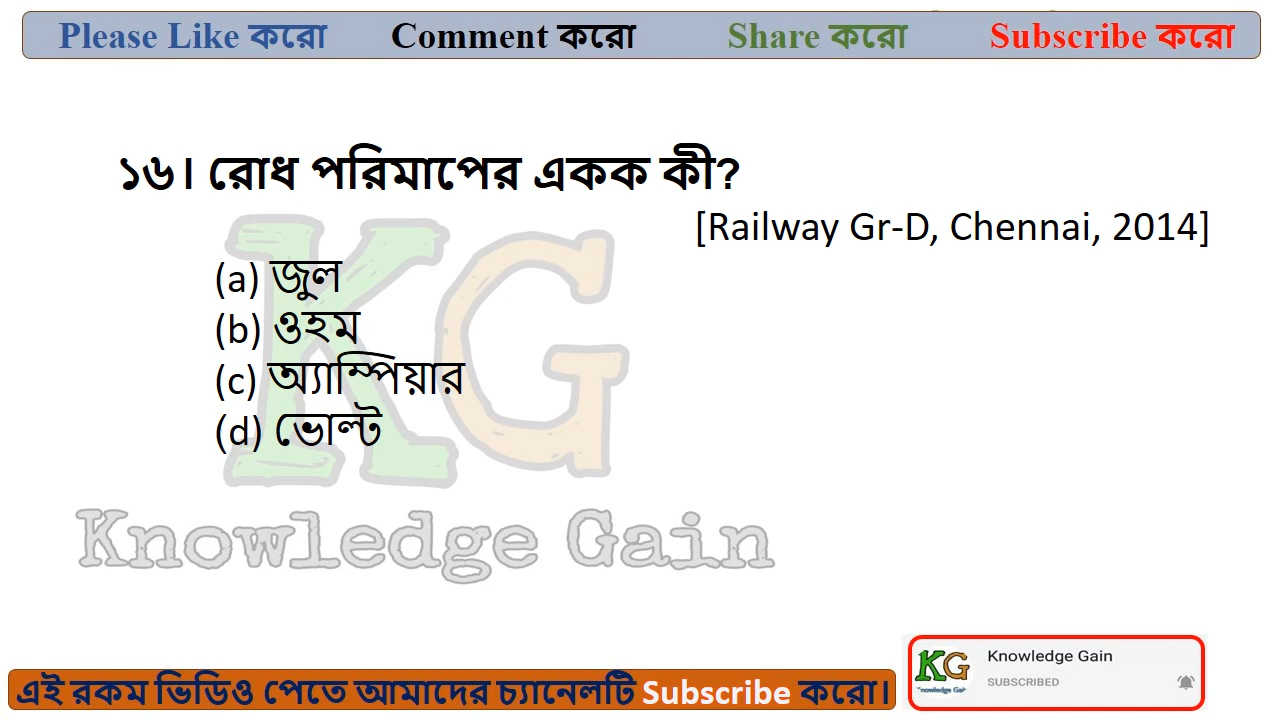 Please Like করো Comment করো Share করো Subscribe করো
১৬। রোধ পরিমাপের একক কী?
[Railway Gr-D, Chennai, 2014]
(a) জুল
(b) ওহম
(c) অ্যাম্পিয়ার
(d) ভোল্ট
KG
Knowledge Gain
এই রকম ভিডিও পেতে আমাদের চ্যানেলটি Subscribe করো।
KG
Knowledge Gain
SUBSCRIBED